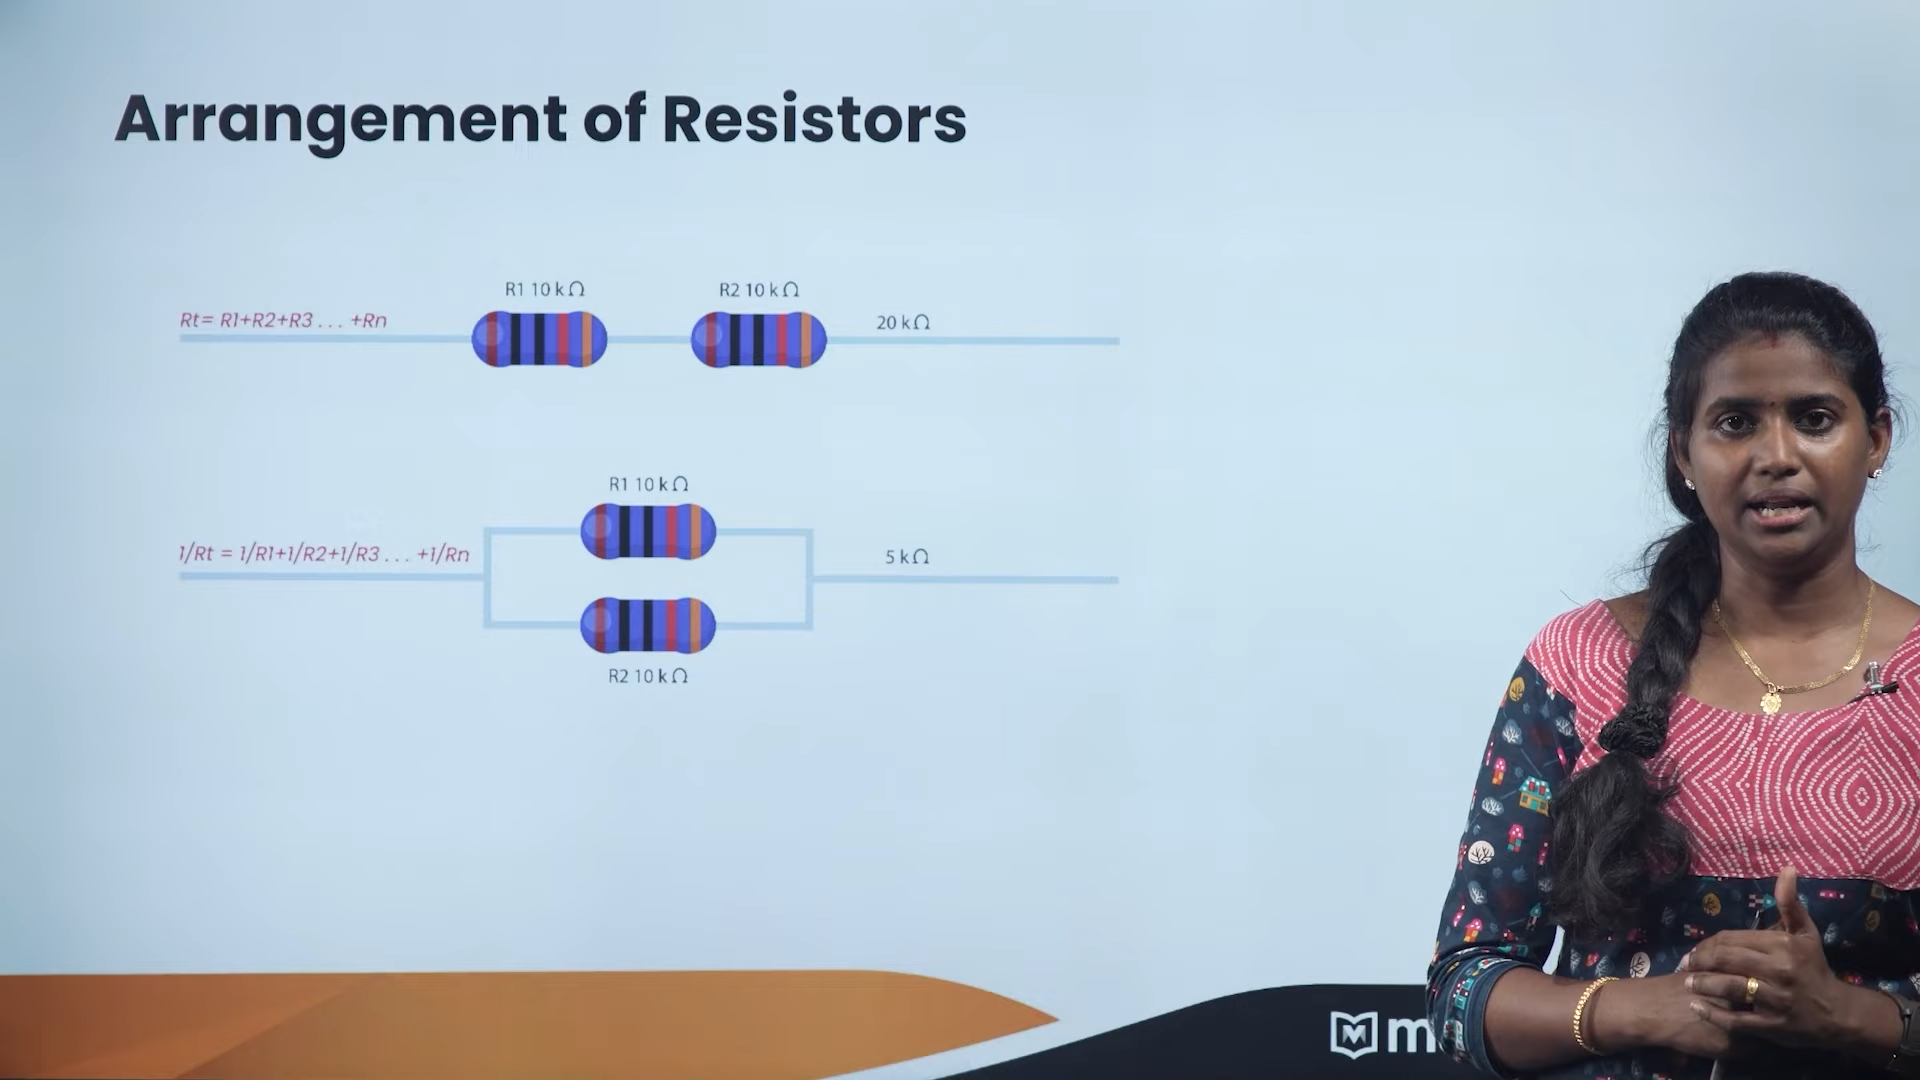 Arrangement of Resistors
R1 10 kΩ
R2 10 kΩ
Rt= R1+R2+R3 . . . +Rn
20 kΩ
R1 10 kΩ
1/Rt = 1/R1+1/R2+1/R3 . . . +1/Rn
5 kΩ
R2 10 kΩ